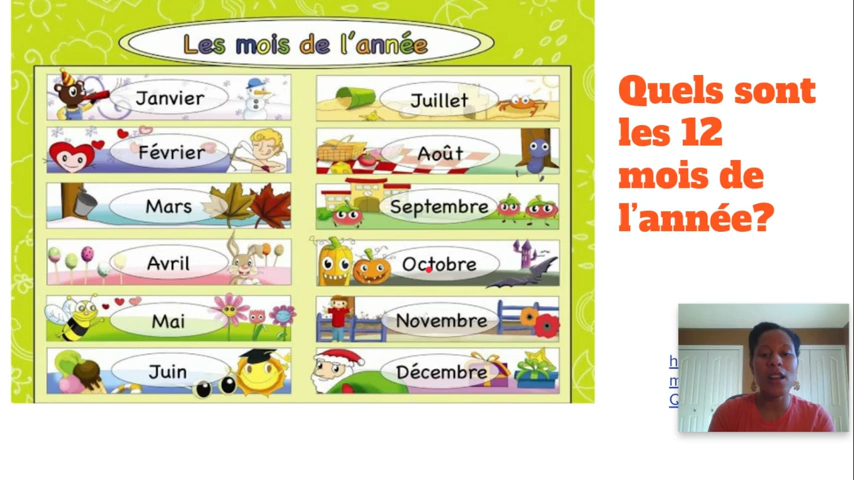 Les mois de l'année
Janvier
Février
Mars
Avril
Mai
Juin
Juillet
Août
Septembre
Octobre
Novembre
Décembre
Quels sont
les 12
mois de
l'année?